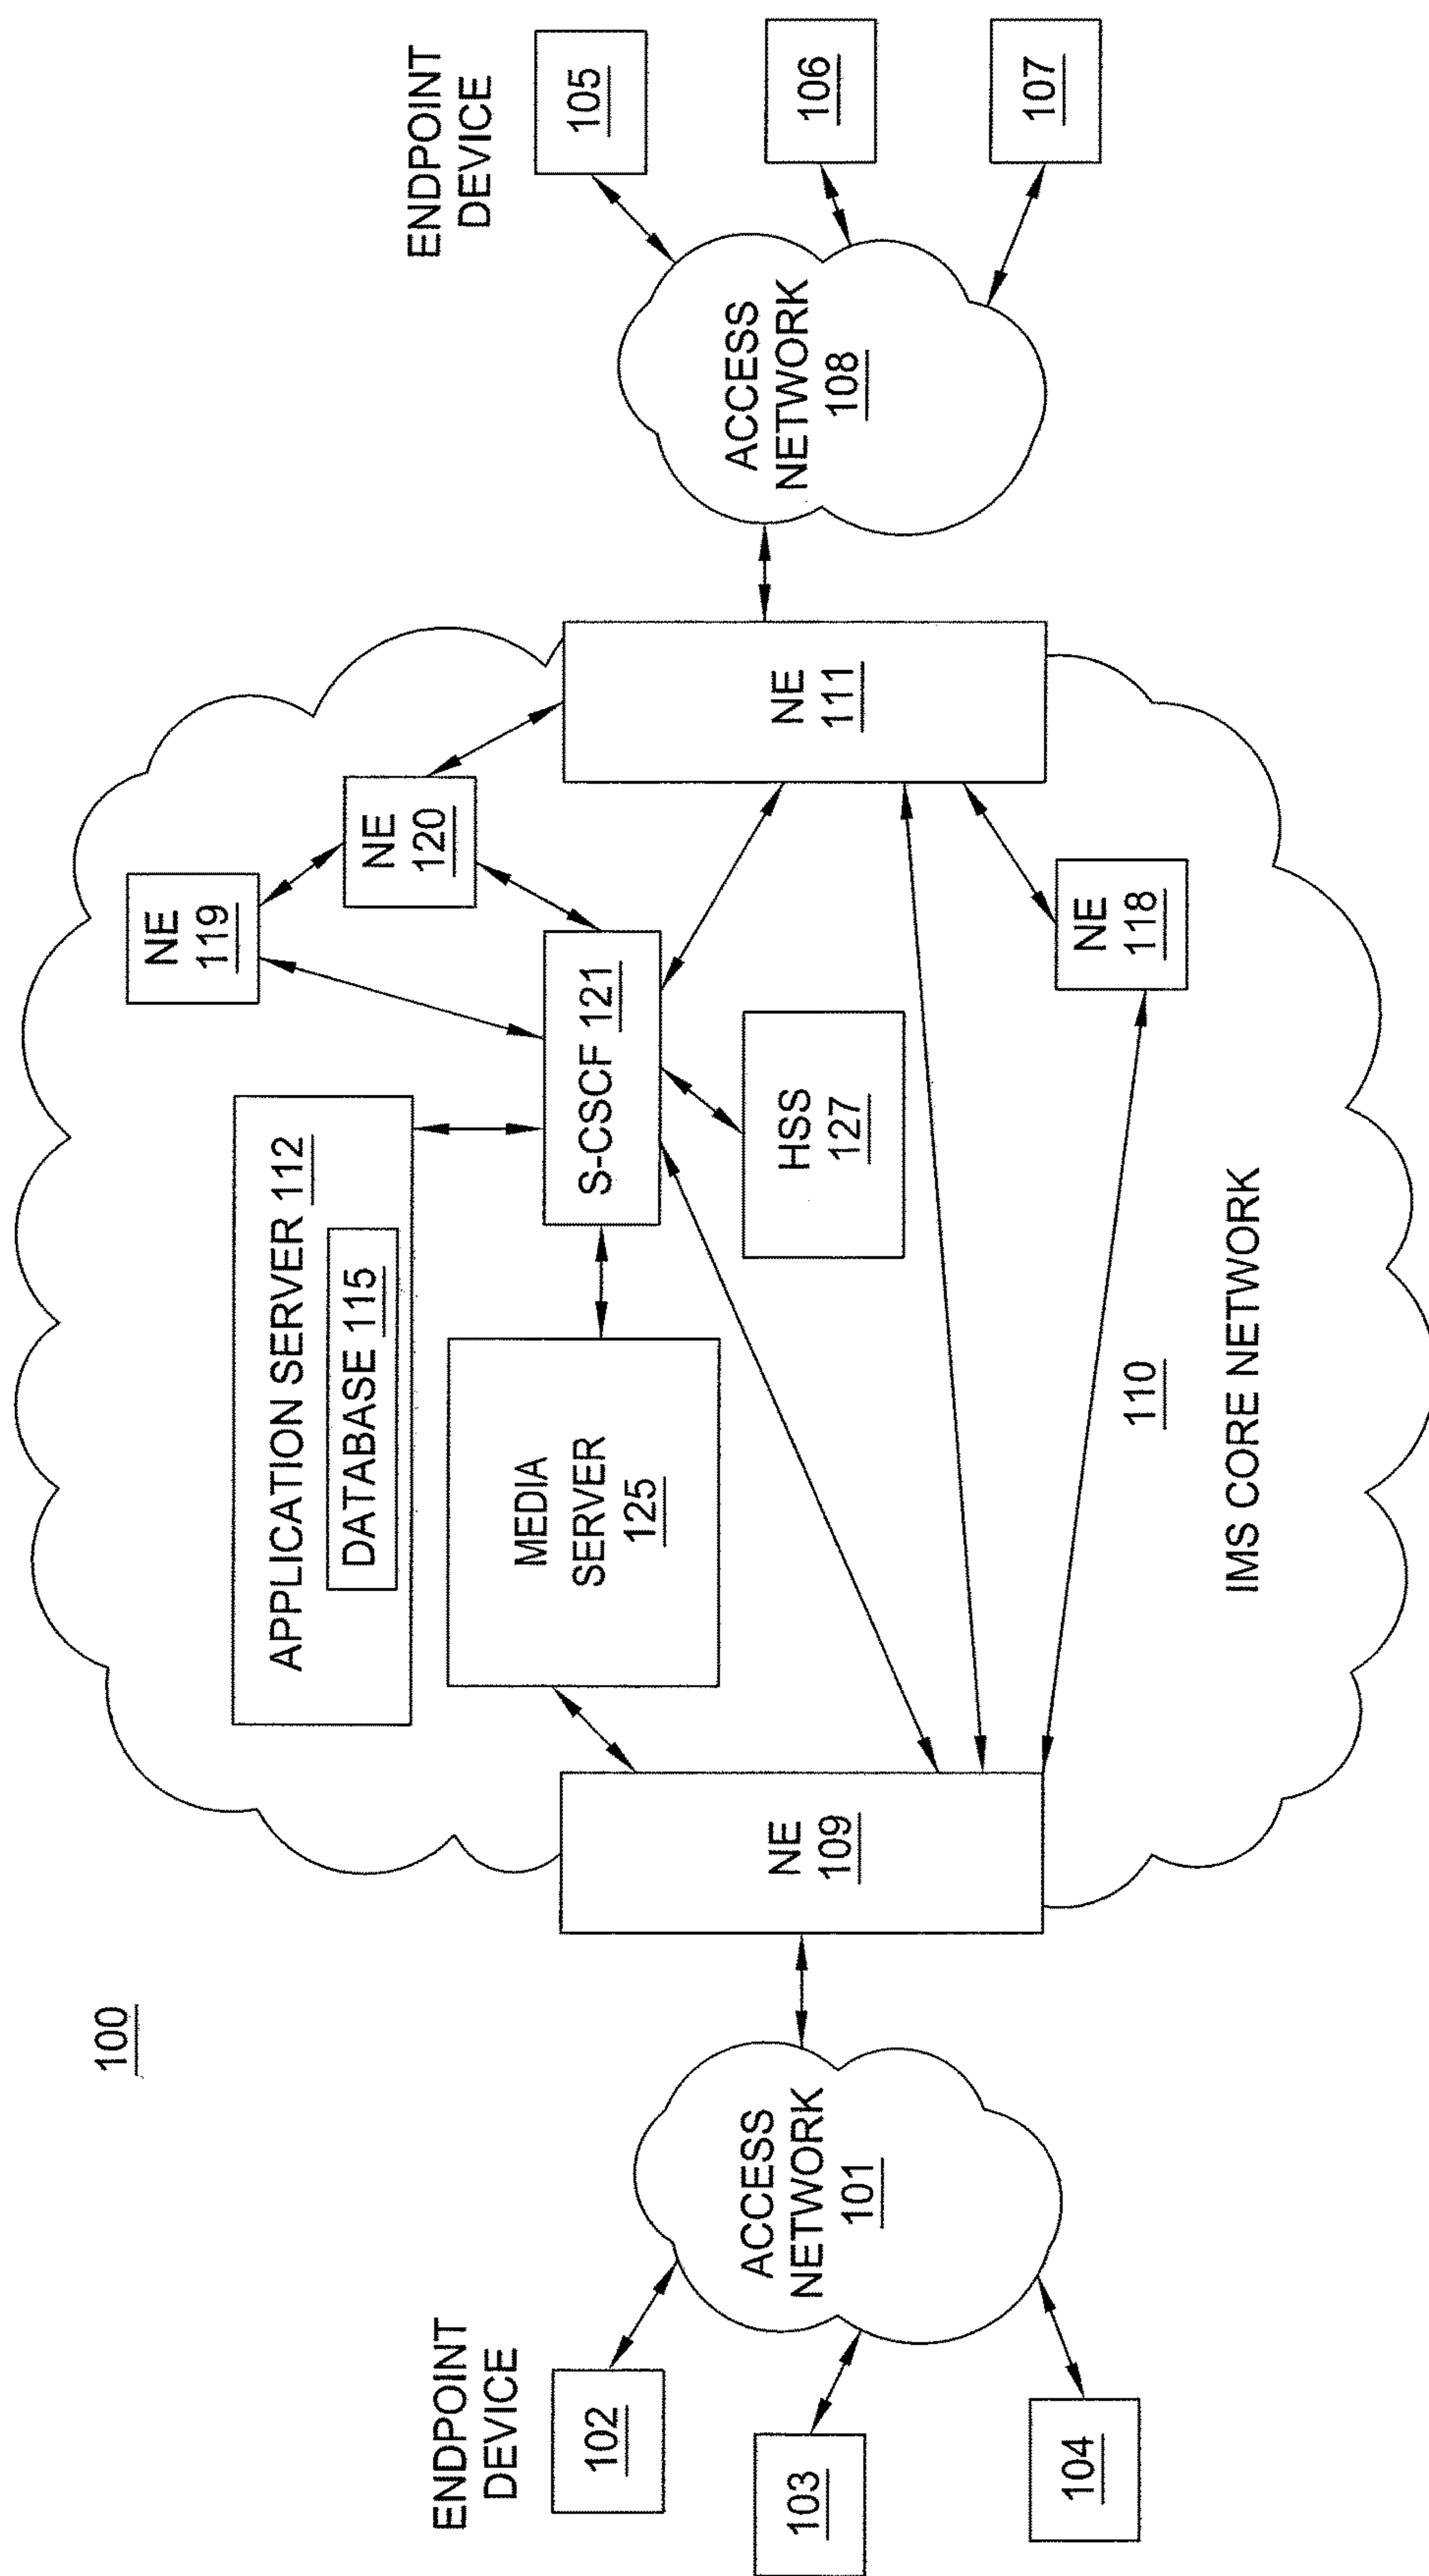 100
ENDPOINT
DEVICE
102
103
104
ACCESS
NETWORK
101
NE
109
APPLICATION SERVER 112
DATABASE 115
MEDIA
SERVER
125
S-CSCF 121
HSS
127
NE
119
NE
120
NE
118
NE
111
110
IMS CORE NETWORK
ACCESS
NETWORK
108
ENDPOINT
DEVICE
105
106
107